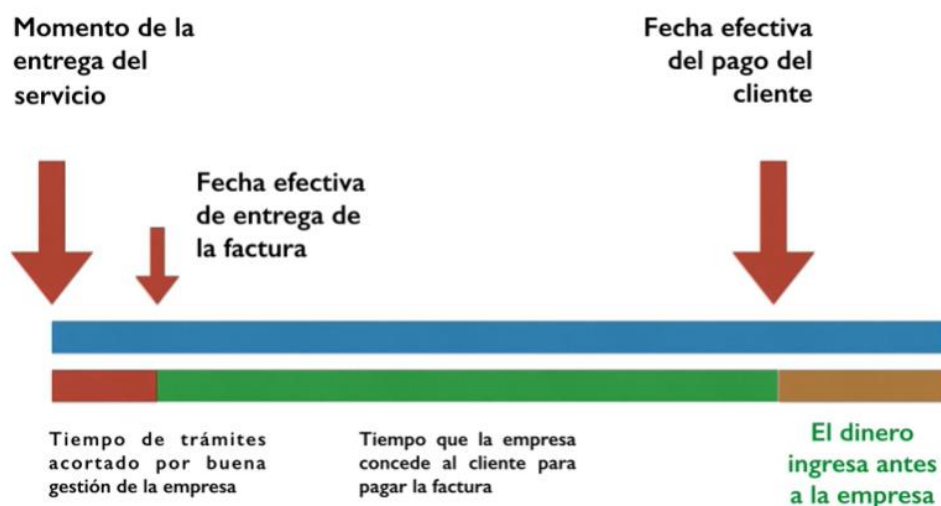 Momento de la
entrega del
servicio
Fecha efectiva
del pago del
cliente
Fecha efectiva
de entrega de
la factura
Tiempo de trámites
acortado por buena
gestión de la empresa
Tiempo que la empresa
concede al cliente para
pagar la factura
El dinero
ingresa antes
a la empresa